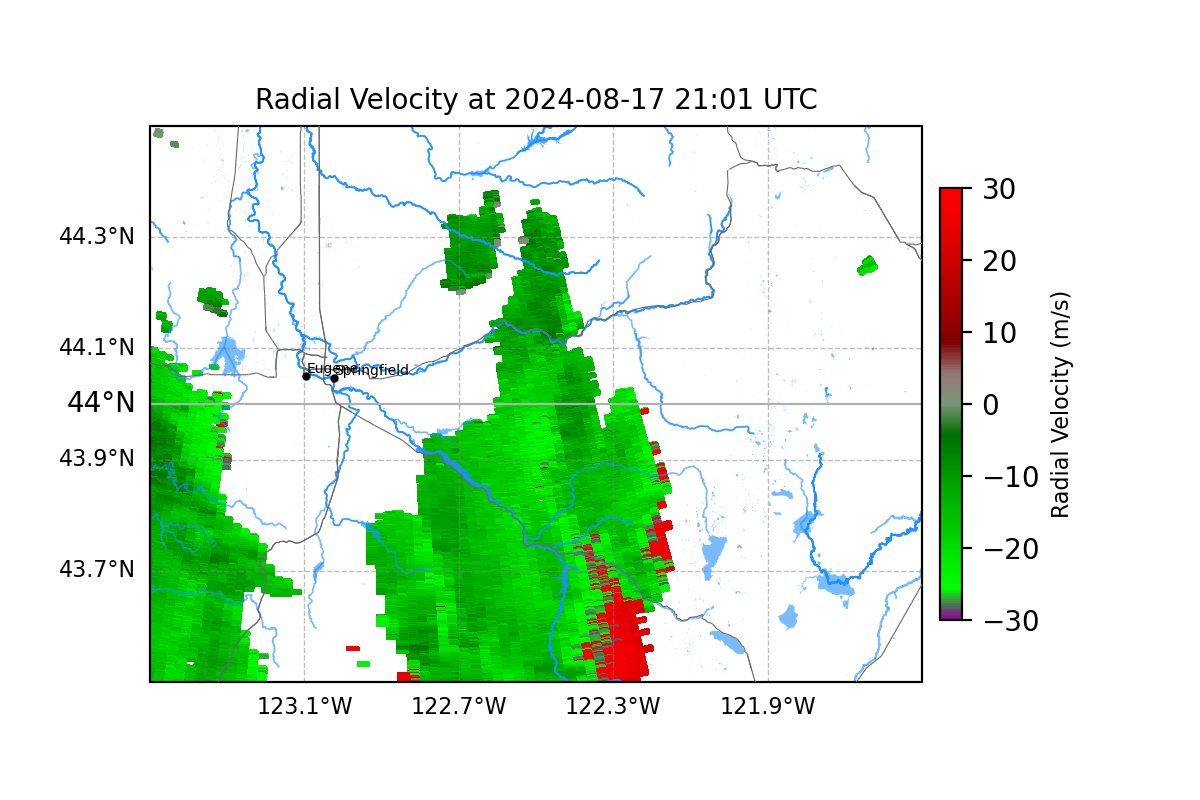 Radial Velocity at 2024-08-17 21:01 UTC
44.3°N
44.1°N
44°N
43.9°N
43.7°N
Eugene
Springfield
123.1°W
122.7°W
122.3°W
121.9°W
30
20
10
0
−10
−20
−30
Radial Velocity (m/s)